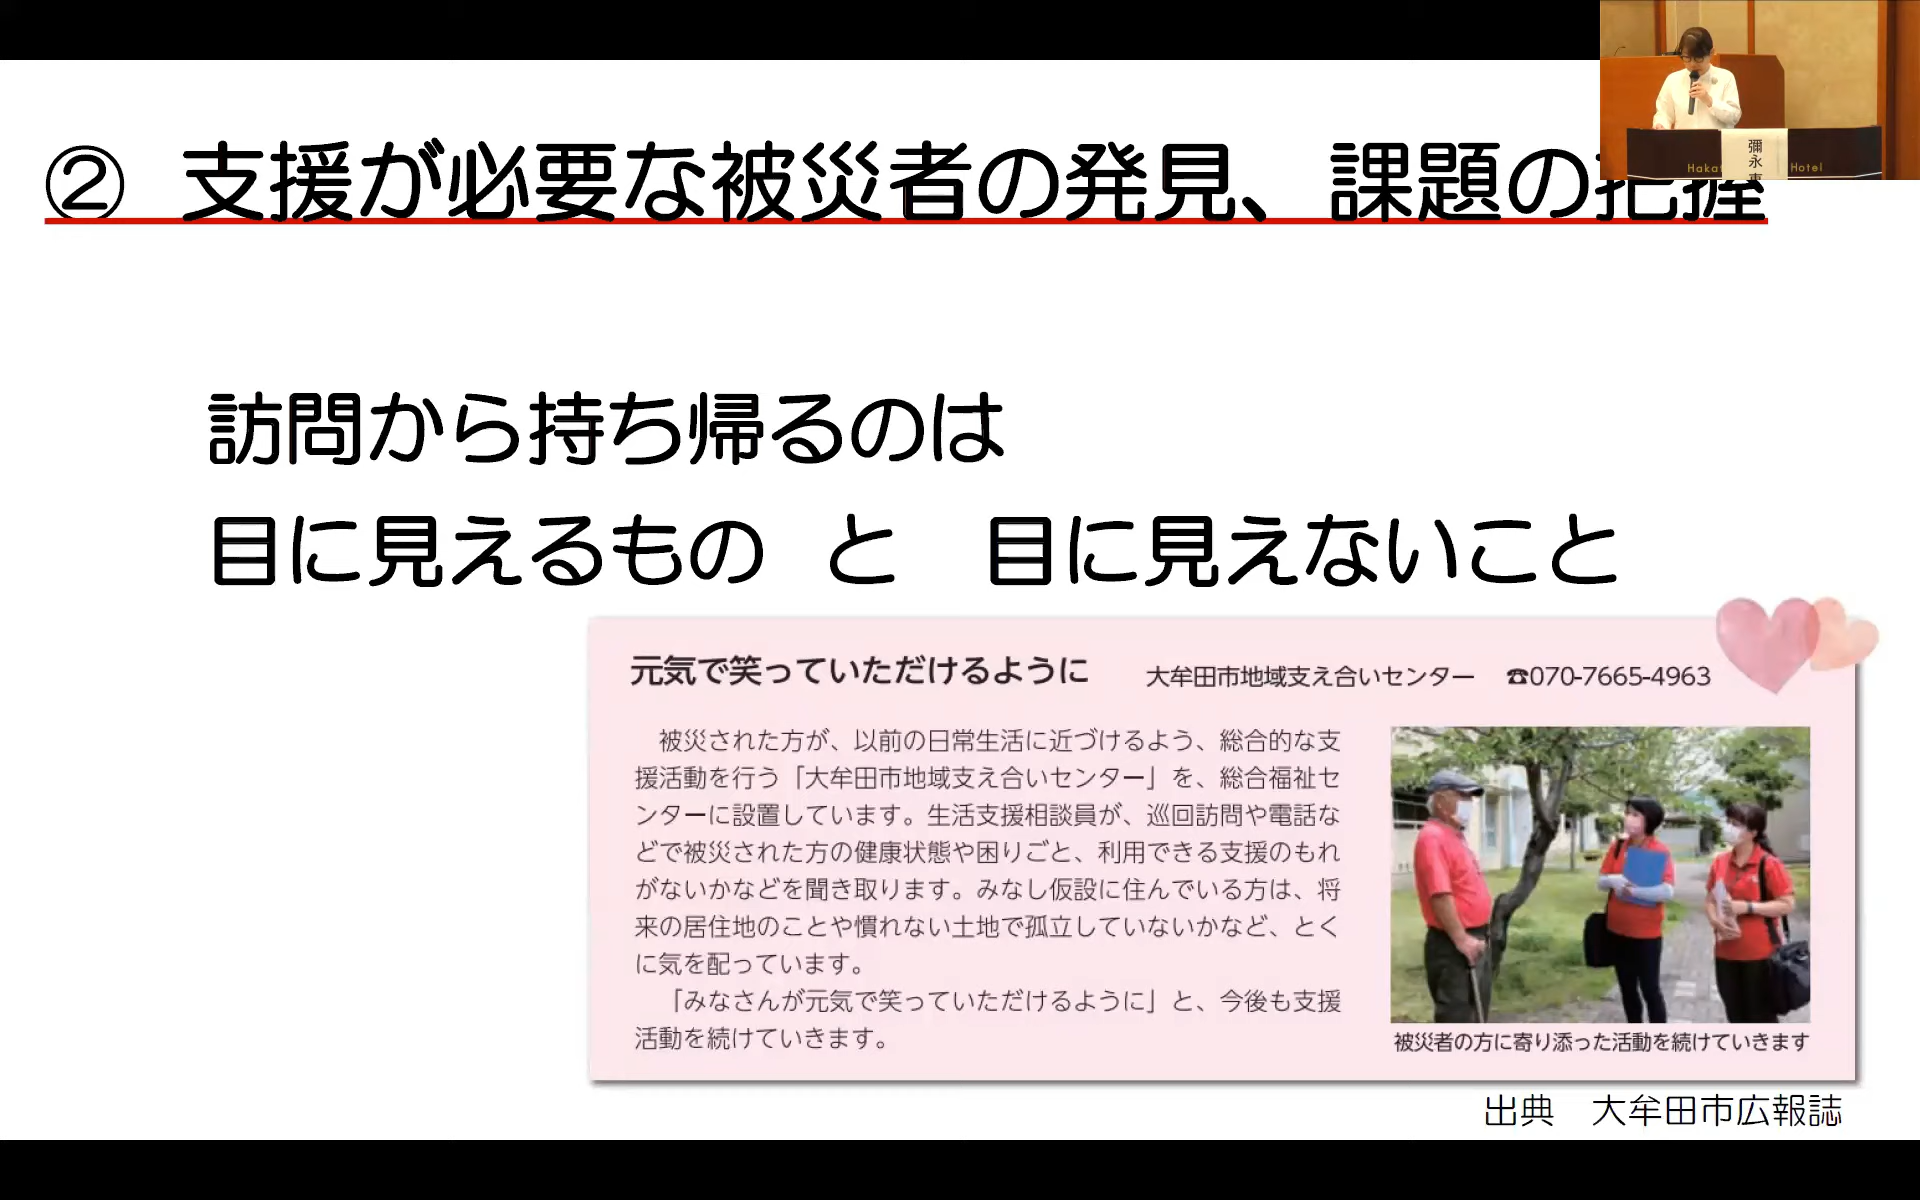 ② 支援が必要な被災者の発見、課題の把握
彌永
Haka
Hotel
訪問から持ち帰るのは
目に見えるもの と 目に見えないこと
元気で笑っていただけるように
大牟田市地域支え合いセンター ☎070-7665-4963
被災された方が、以前の日常生活に近づけるよう、総合的な支
援活動を行う「大牟田市地域支え合いセンター」を、総合福祉セ
ンターに設置しています。生活支援相談員が、巡回訪問や電話な
どで被災された方の健康状態や困りごと、利用できる支援のもれ
がないかなどを聞き取ります。みなし仮設に住んでいる方は、将
来の居住地のことや慣れない土地で孤立していないかなど、とく
に気を配っています。
「みなさんが元気で笑っていただけるように」と、今後も支援
活動を続けていきます。
被災者の方に寄り添った活動を続けていきます
出典 大牟田市広報誌